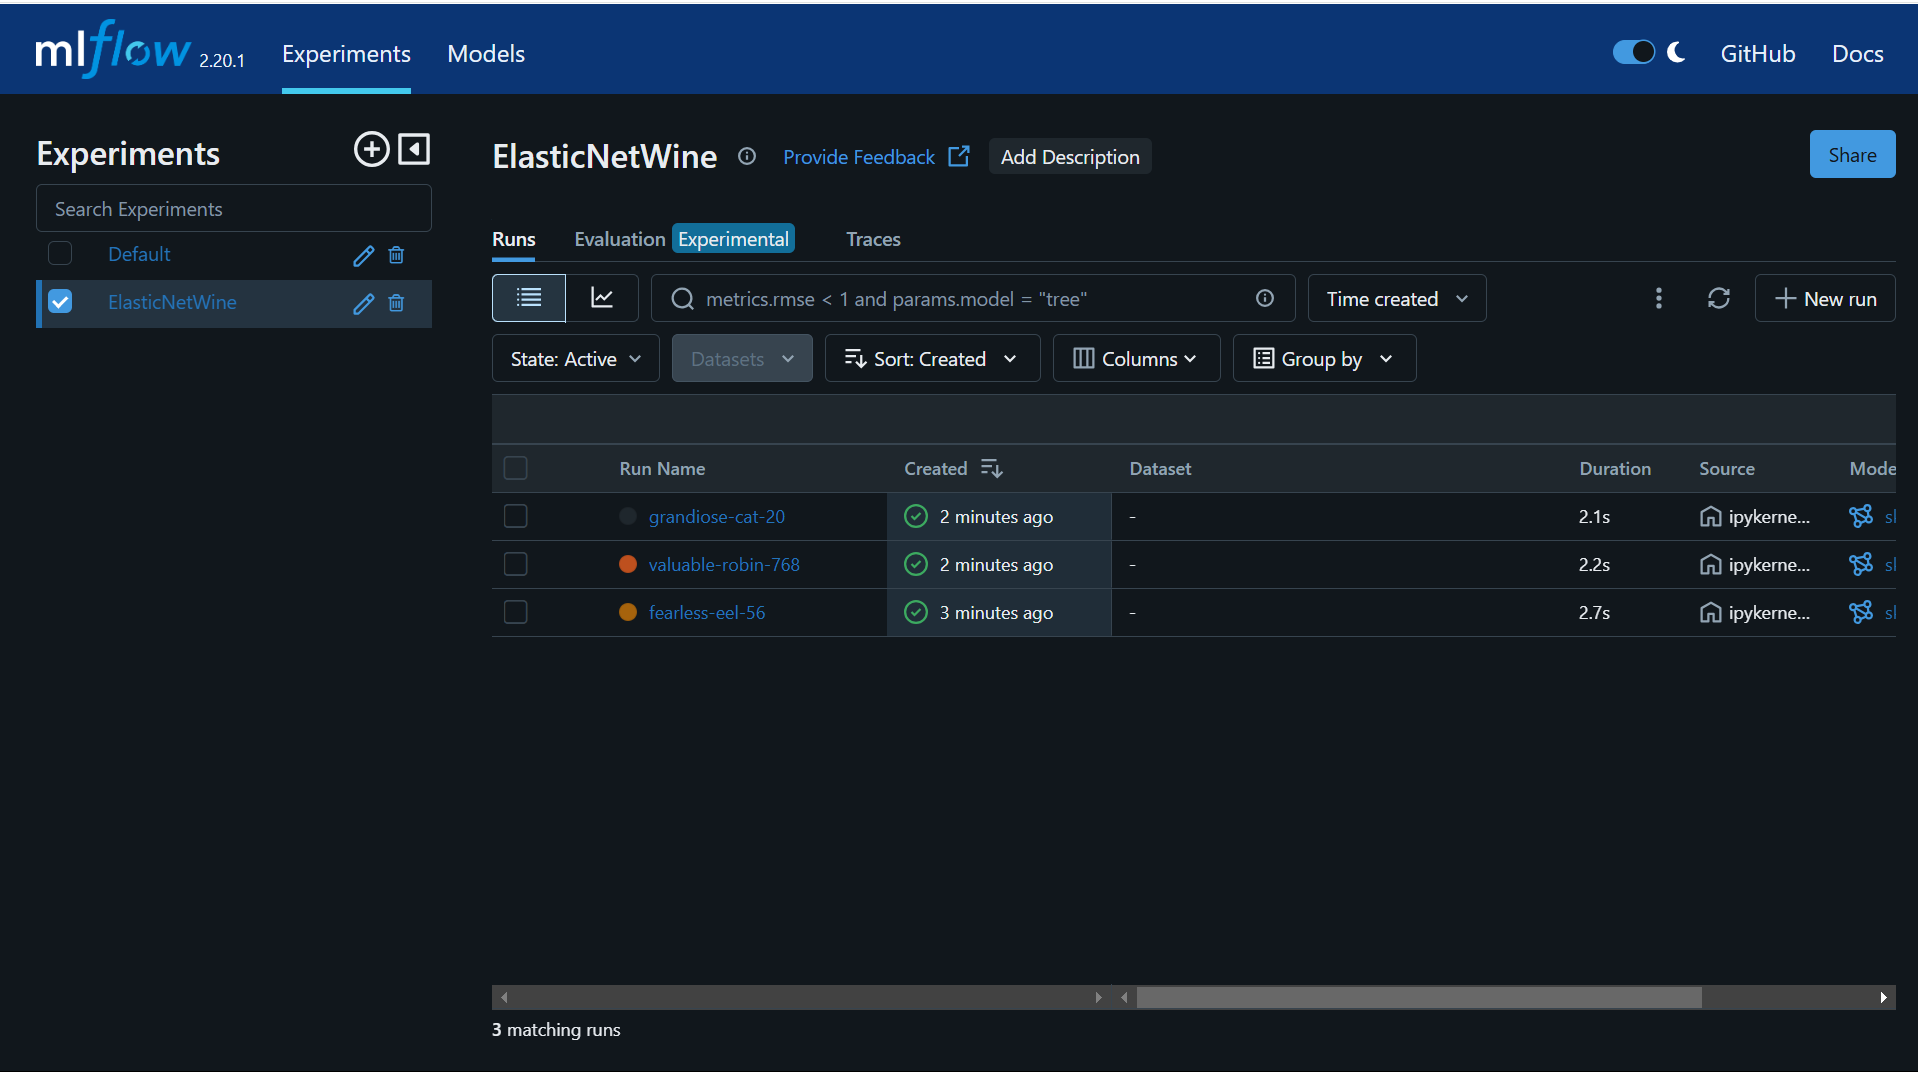 mlflow 2.20.1 Experiments Models GitHub Docs
Experiments
Search Experiments
Default
ElasticNetWine
ElasticNetWine Provide Feedback Add Description Share
Runs Evaluation Experimental Traces
metrics.rmse < 1 and params.model = "tree" Time created New run
State: Active Datasets Sort: Created Columns Group by
Run Name Created Dataset Duration Source Mode
grandiose-cat-20 2 minutes ago - 2.1s ipykerne... sl
valuable-robin-768 2 minutes ago - 2.2s ipykerne... sl
fearless-eel-56 3 minutes ago - 2.7s ipykerne... sl
3 matching runs